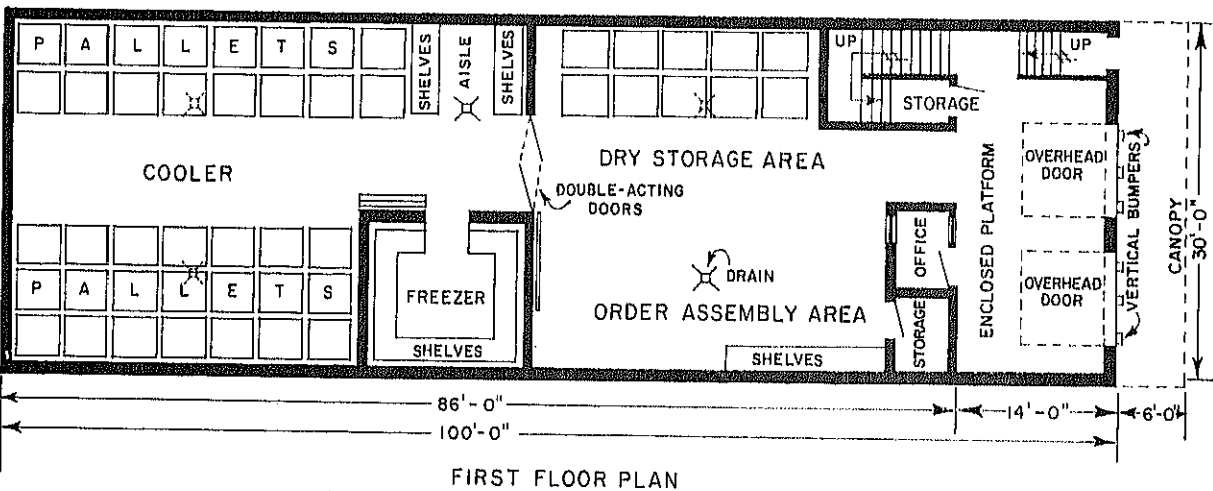 P A L L E T S
SHELVES
AISLE
SHELVES
UP
UP
STORAGE
COOLER
DRY STORAGE AREA
DOUBLE-ACTING
DOORS
ENCLOSED PLATFORM
OVERHEAD
DOOR
VERTICAL BUMPERS
CANOPY
30'-0"
OFFICE
P A L L E T S
FREEZER
SHELVES
DRAIN
ORDER ASSEMBLY AREA
SHELVES
STORAGE
OVERHEAD
DOOR
86'-0"
14'-0"
6'-0"
100'-0"
FIRST FLOOR PLAN